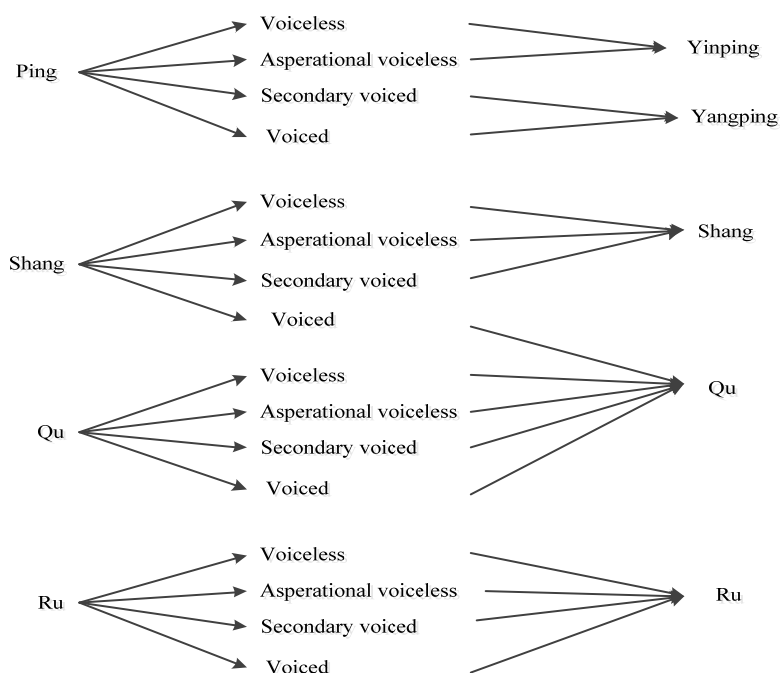 Voiceless
Yinping
Ping
Asperational voiceless
Secondary voiced
Yangping
Voiced
Voiceless
Shang
Asperational voiceless
Shang
Secondary voiced
Voiced
Voiceless
Qu
Asperational voiceless
Qu
Secondary voiced
Voiced
Voiceless
Asperational voiceless
Ru
Ru
Secondary voiced
Voiced